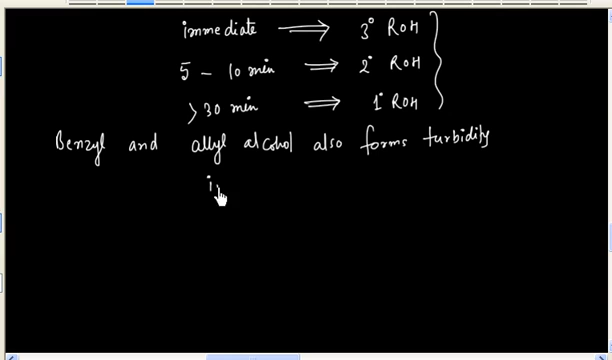 immediate ⟹ 3° ROH
5 - 10 min ⟹ 2° ROH
> 30 min ⟹ 1° ROH
Benzyl and allyl alcohol also forms turbidity
i